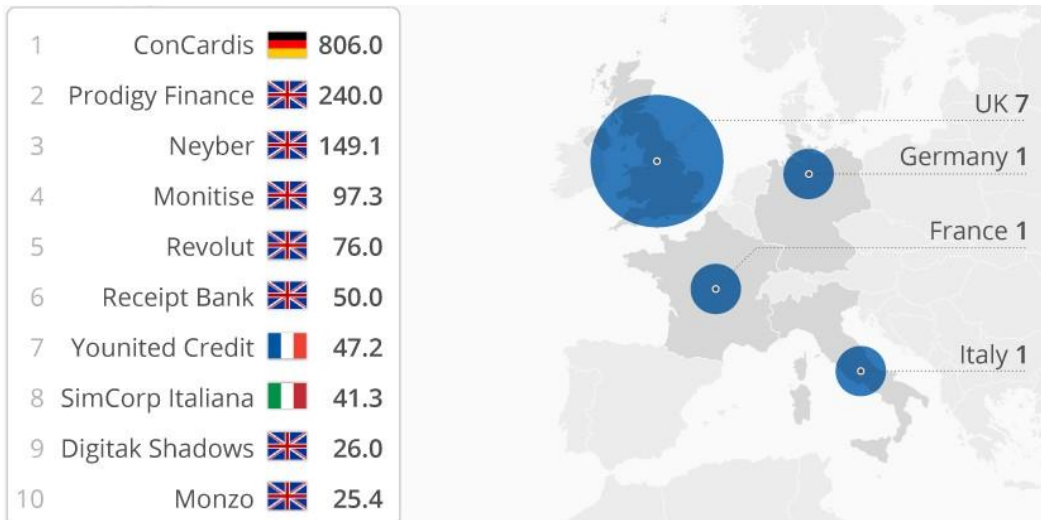 1 ConCardis 806.0
2 Prodigy Finance 240.0
3 Neyber 149.1
4 Monitise 97.3
5 Revolut 76.0
6 Receipt Bank 50.0
7 Younited Credit 47.2
8 SimCorp Italiana 41.3
9 Digitak Shadows 26.0
10 Monzo 25.4
UK 7
Germany 1
France 1
Italy 1